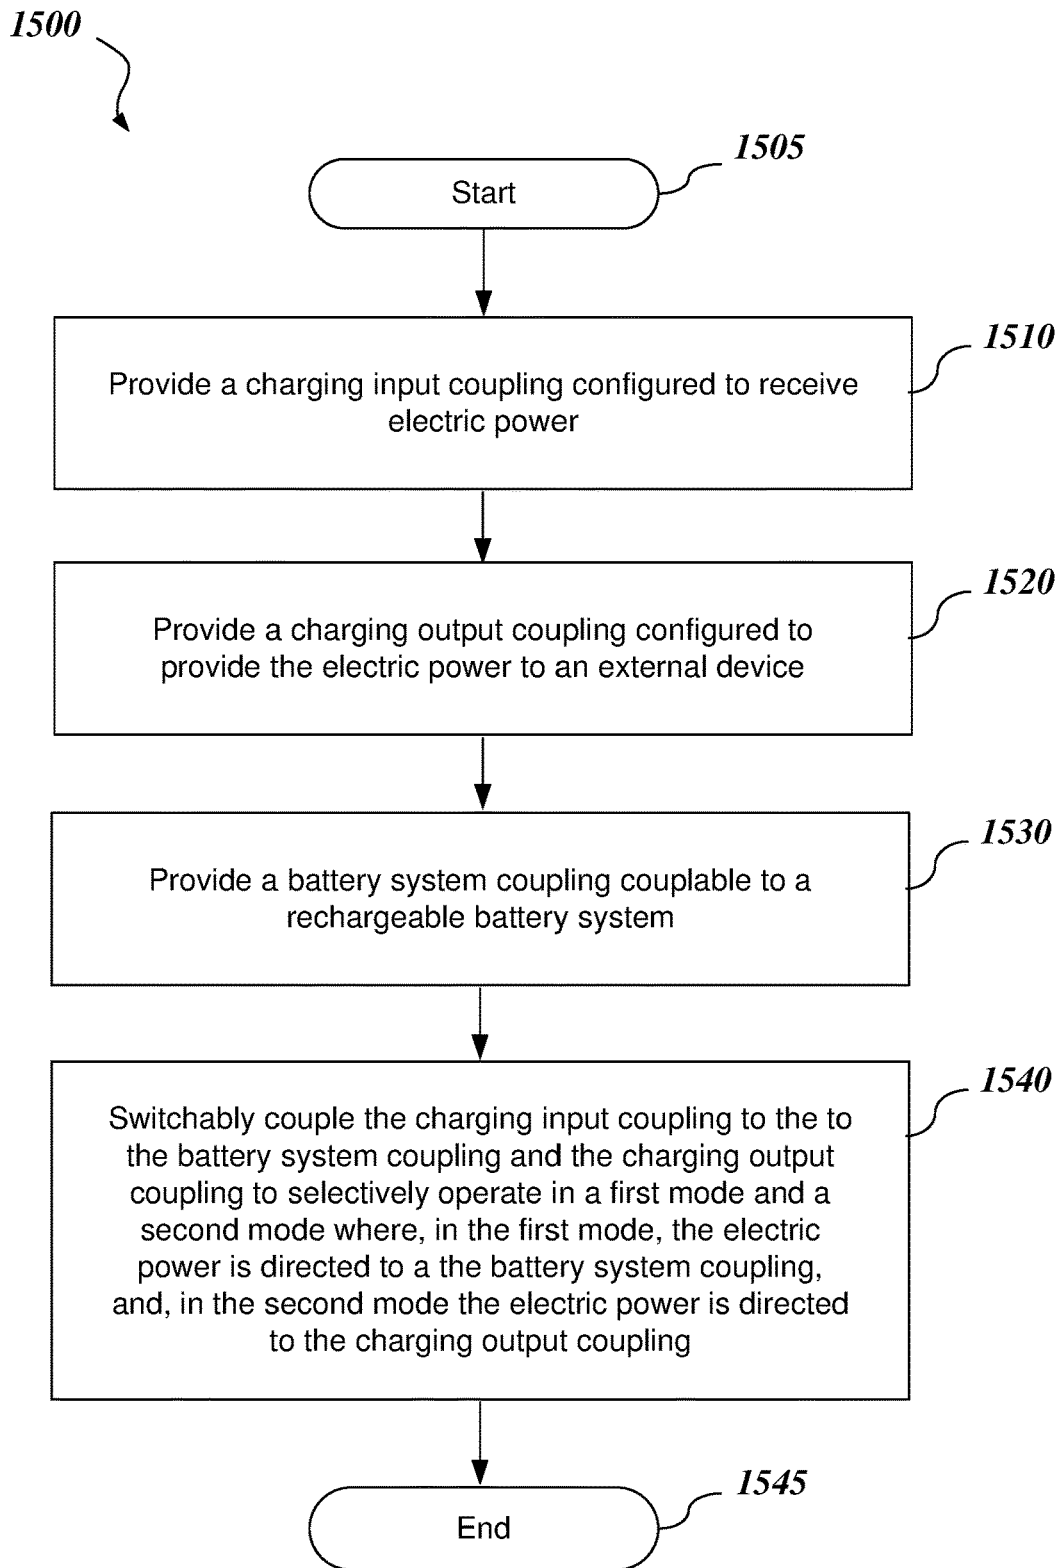 1500
1505
Start
1510
Provide a charging input coupling configured to receive
electric power
1520
Provide a charging output coupling configured to
provide the electric power to an external device
1530
Provide a battery system coupling couplable to a
rechargeable battery system
1540
Switchably couple the charging input coupling to the to
the battery system coupling and the charging output
coupling to selectively operate in a first mode and a
second mode where, in the first mode, the electric
power is directed to a the battery system coupling,
and, in the second mode the electric power is directed
to the charging output coupling
1545
End